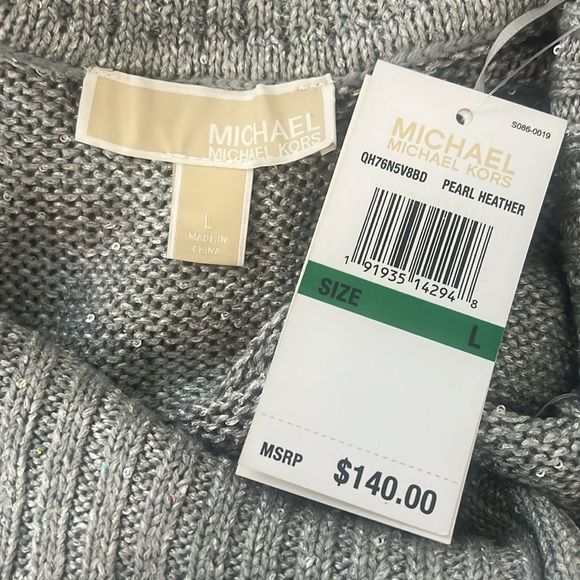 MICHAEL
MICHAEL KORS
L
MADE IN
CHINA
S086-0019
MICHAEL
MICHAEL KORS
QH76N5V8BD PEARL HEATHER
1 91935 14294 8
SIZE L
MSRP $140.00